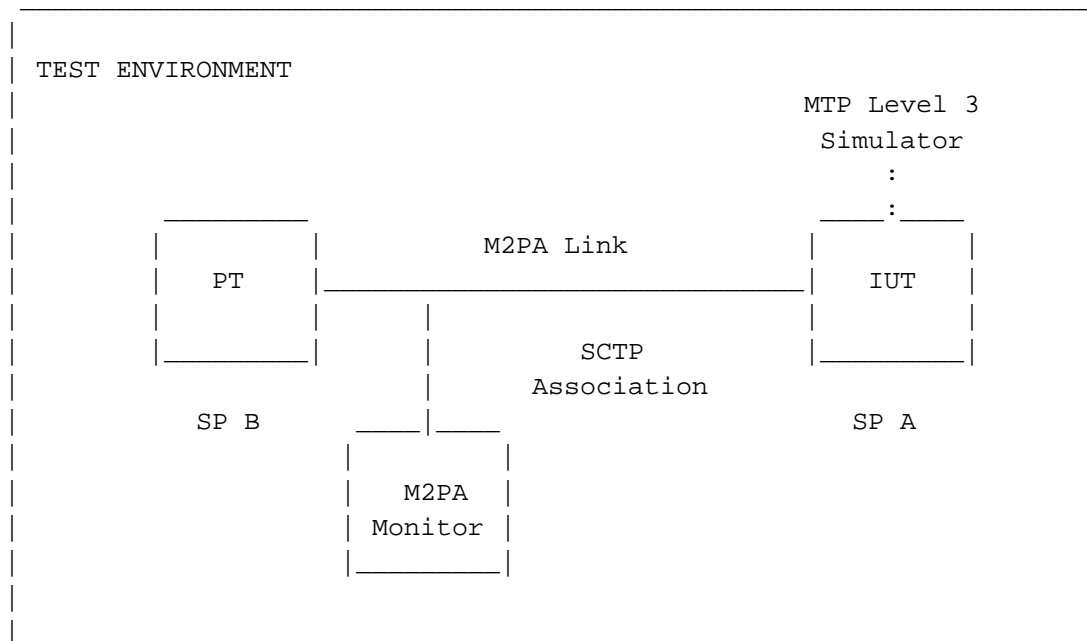 TEST ENVIRONMENT
MTP Level 3
Simulator
:
:
M2PA Link
PT
IUT
SCTP
Association
SP B
SP A
M2PA
Monitor